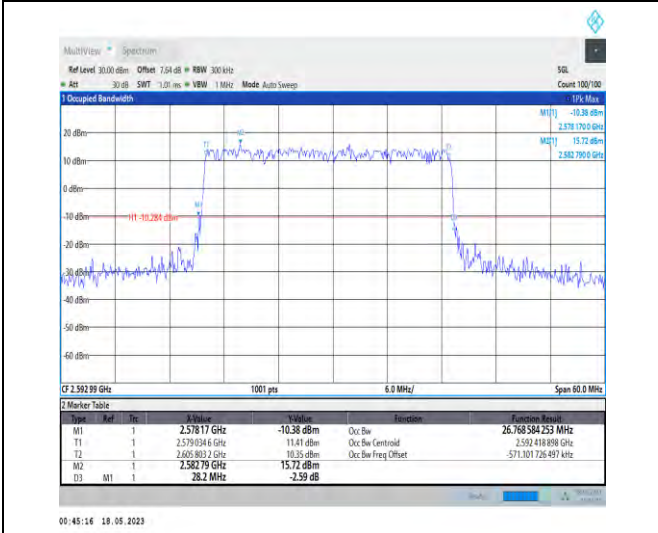 MultiView Spectrum
Ref Level 30.00 dBm Offset 7.64 dB RBW 300 kHz SGL
Att 30 dB SWT 1.01 ms VBW 1 MHz Mode Auto Sweep Count 100/100
1 Occupied Bandwidth 1Pk Max
M1[1] -10.38 dBm
2.578 170 0 GHz
M2[1] 15.72 dBm
2.582 790 0 GHz
20 dBm
10 dBm
0 dBm
-10 dBm H1 -10.284 dBm
-20 dBm
-30 dBm
-40 dBm
-50 dBm
-60 dBm
M2
T1
M1
CF 2.592 99 GHz 1001 pts 6.0 MHz/ Span 60.0 MHz
2 Marker Table
Type Ref Trc X-Value Y-Value Function Function Result
M1 1 2.57817 GHz -10.38 dBm Occ Bw 26.768 584 253 MHz
T1 1 2.579 034 6 GHz 11.41 dBm Occ Bw Centroid 2.592 418 898 GHz
T2 1 2.605 803 2 GHz 10.35 dBm Occ Bw Freq Offset -571.101 726 497 kHz
M2 1 2.582 79 GHz 15.72 dBm
D3 M1 1 28.2 MHz -2.59 dB
00:45:16 18.05.2023